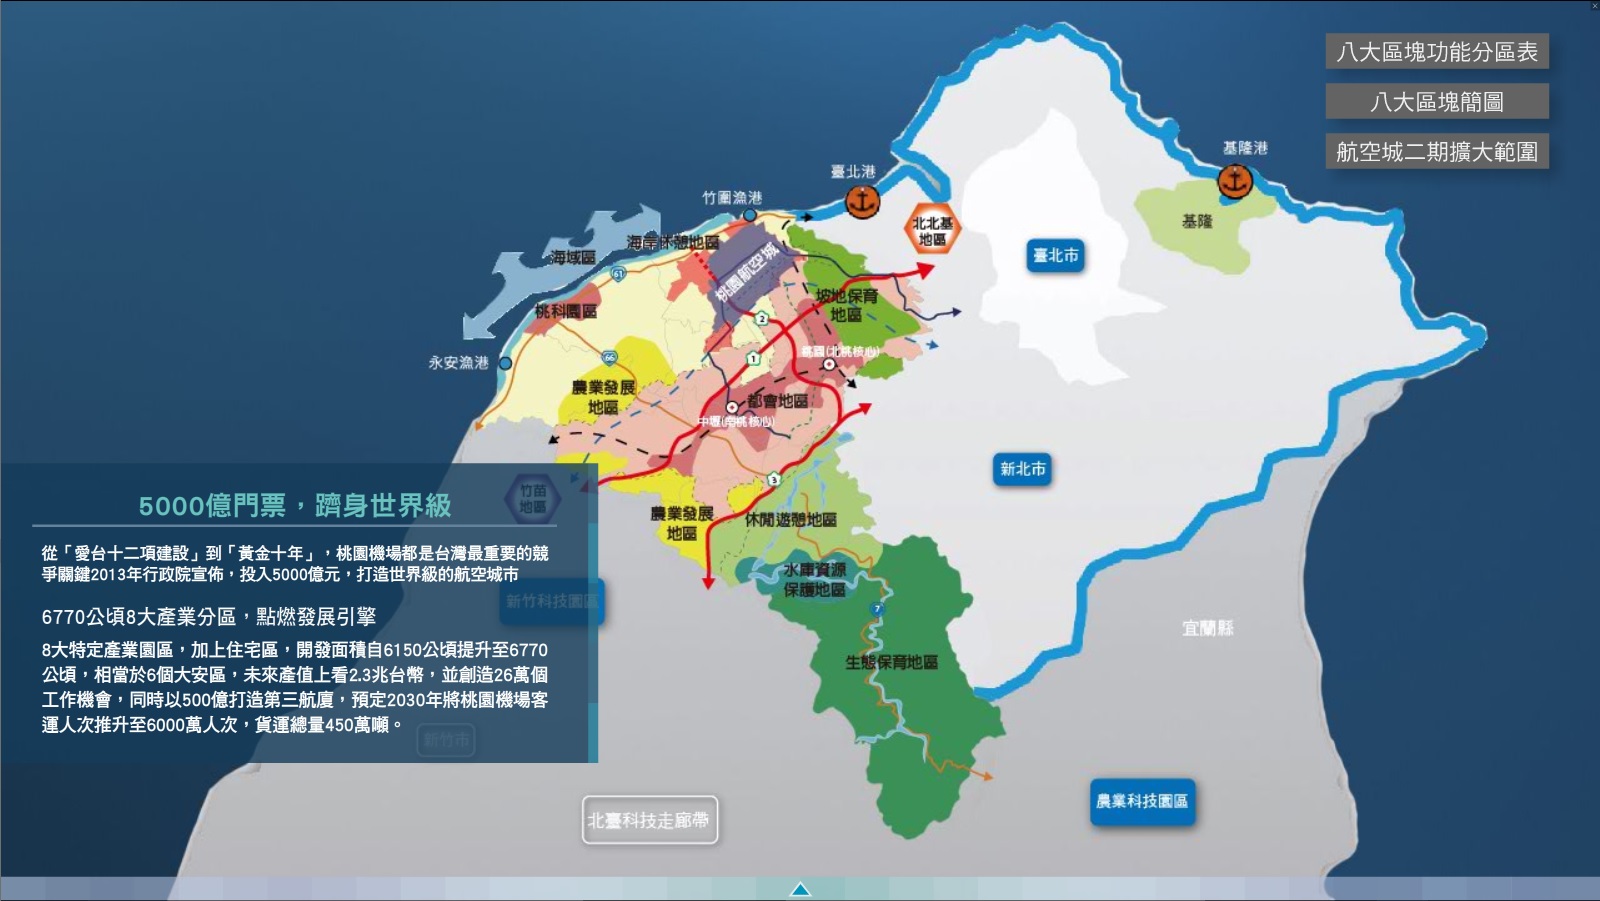 八大區塊功能分區表
八大區塊簡圖
航空城二期擴大範圍
基隆港
臺北港
竹圍漁港
北北基
地區
基隆
臺北市
海岸休憩地區
海域區
61
桃園航空城
桃科園區
坡地保育
地區
2
1
66
桃園(北桃核心)
永安漁港
農業發展
地區
都會地區
中壢(南桃核心)
新北市
3
竹苗
地區
5000億門票，躋身世界級
農業發展
地區
休閒遊憩地區
從「愛台十二項建設」到「黃金十年」，桃園機場都是台灣最重要的競
爭關鍵2013年行政院宣佈，投入5000億元，打造世界級的航空城市
水庫資源
保護地區
新竹科技園區
7
6770公頃8大產業分區，點燃發展引擎
宜蘭縣
8大特定產業園區，加上住宅區，開發面積自6150公頃提升至6770
公頃，相當於6個大安區，未來產值上看2.3兆台幣，並創造26萬個
工作機會，同時以500億打造第三航廈，預定2030年將桃園機場客
運人次推升至6000萬人次，貨運總量450萬噸。
生態保育地區
新竹市
農業科技園區
北臺科技走廊帶